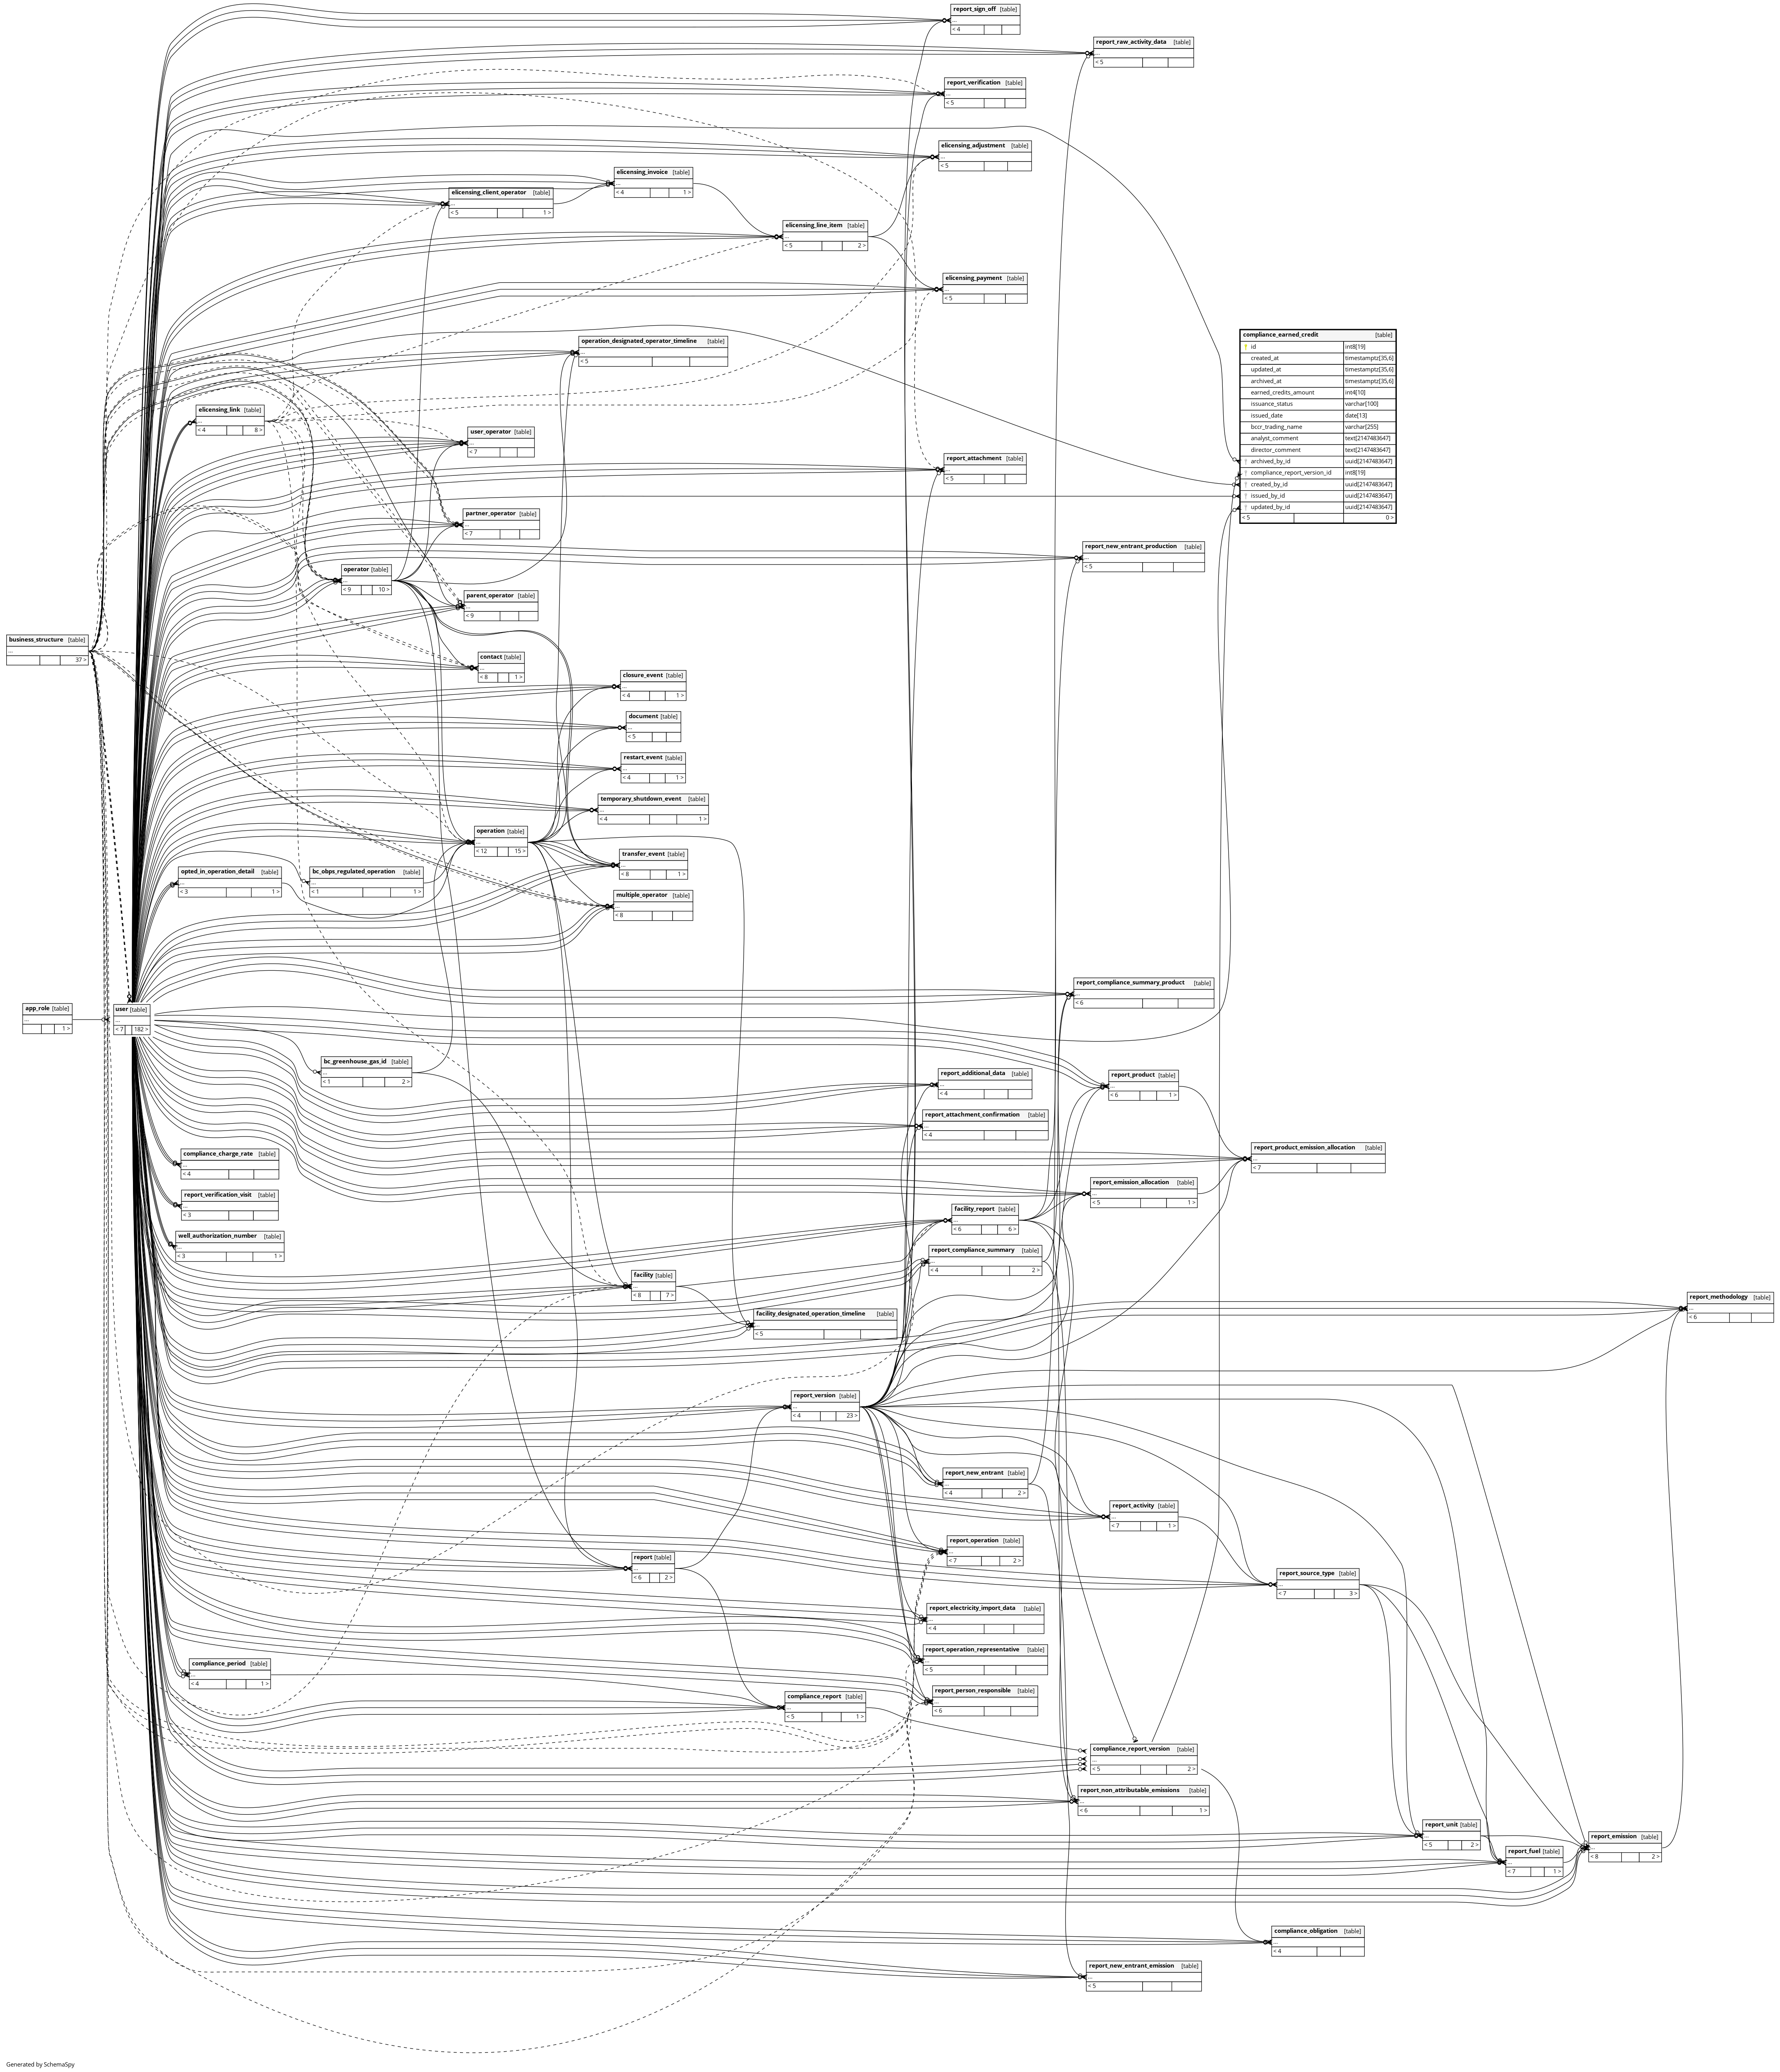 report_sign_off [table]
...
< 4
report_raw_activity_data [table]
...
< 5
report_verification [table]
...
< 5
elicensing_adjustment [table]
...
< 5
elicensing_invoice [table]
...
< 4 1 >
elicensing_client_operator [table]
...
< 5 1 >
elicensing_line_item [table]
...
< 5 2 >
elicensing_payment [table]
...
< 5
compliance_earned_credit [table]
id int8[19]
created_at timestamptz[35,6]
updated_at timestamptz[35,6]
archived_at timestamptz[35,6]
earned_credits_amount int4[10]
issuance_status varchar[100]
issued_date date[13]
bccr_trading_name varchar[255]
analyst_comment text[2147483647]
director_comment text[2147483647]
archived_by_id uuid[2147483647]
compliance_report_version_id int8[19]
created_by_id uuid[2147483647]
issued_by_id uuid[2147483647]
updated_by_id uuid[2147483647]
< 5 0 >
operation_designated_operator_timeline [table]
...
< 5
elicensing_link [table]
...
< 4 8 >
user_operator [table]
...
< 7
report_attachment [table]
...
< 5
partner_operator [table]
...
< 7
report_new_entrant_production [table]
...
< 5
operator [table]
...
< 9 10 >
parent_operator [table]
...
< 9
business_structure [table]
...
37 >
contact [table]
...
< 8 1 >
closure_event [table]
...
< 4 1 >
document [table]
...
< 5
restart_event [table]
...
< 4 1 >
temporary_shutdown_event [table]
...
< 4 1 >
operation [table]
...
< 12 15 >
transfer_event [table]
...
< 8 1 >
opted_in_operation_detail [table]
...
< 3 1 >
bc_obps_regulated_operation [table]
...
< 1 1 >
multiple_operator [table]
...
< 8
report_compliance_summary_product [table]
...
< 6
app_role [table]
...
1 >
user [table]
...
< 7 182 >
bc_greenhouse_gas_id [table]
...
< 1 2 >
report_additional_data [table]
...
< 4
report_product [table]
...
< 6 1 >
report_attachment_confirmation [table]
...
< 4
report_product_emission_allocation [table]
...
< 7
compliance_charge_rate [table]
...
< 4
report_emission_allocation [table]
...
< 5 1 >
report_verification_visit [table]
...
< 3
facility_report [table]
...
< 6 6 >
well_authorization_number [table]
...
< 3 1 >
report_compliance_summary [table]
...
< 4 2 >
facility [table]
...
< 8 7 >
report_methodology [table]
...
< 6
facility_designated_operation_timeline [table]
...
< 5
report_version [table]
...
< 4 23 >
report_new_entrant [table]
...
< 4 2 >
report_activity [table]
...
< 7 1 >
report_operation [table]
...
< 7 2 >
report [table]
...
< 6 2 >
report_source_type [table]
...
< 7 3 >
report_electricity_import_data [table]
...
< 4
report_operation_representative [table]
...
< 5
compliance_period [table]
...
< 4 1 >
report_person_responsible [table]
...
< 6
compliance_report [table]
...
< 5 1 >
compliance_report_version [table]
...
< 5 2 >
report_non_attributable_emissions [table]
...
< 6 1 >
report_unit [table]
...
< 5 2 >
report_emission [table]
...
< 8 2 >
report_fuel [table]
...
< 7 1 >
compliance_obligation [table]
...
< 4
report_new_entrant_emission [table]
...
< 5
Generated by SchemaSpy